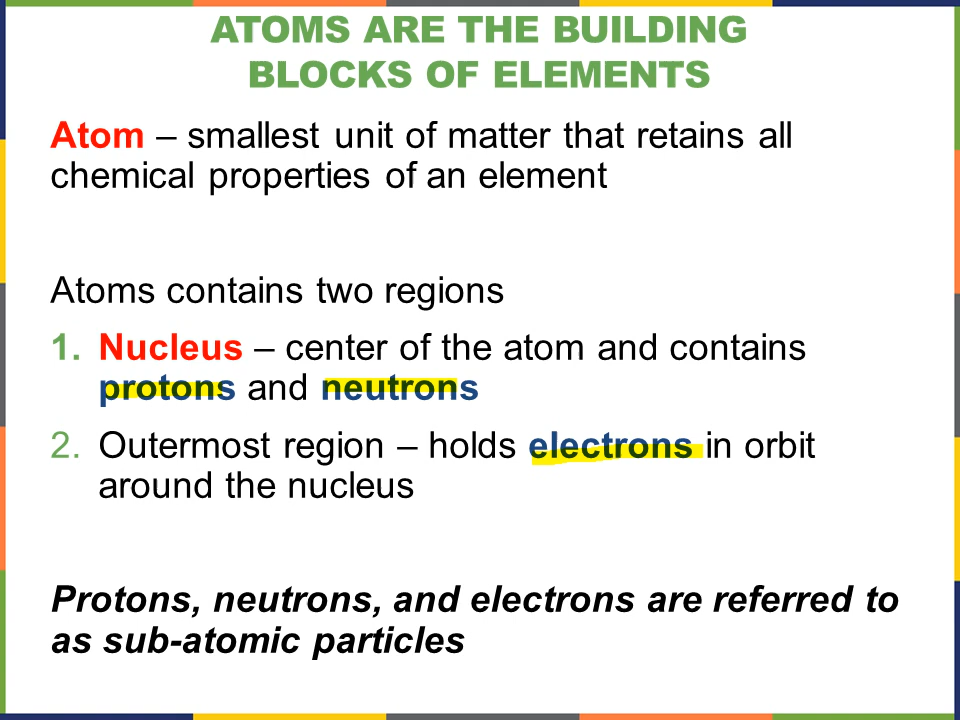 ATOMS ARE THE BUILDING
BLOCKS OF ELEMENTS
Atom – smallest unit of matter that retains all
chemical properties of an element
Atoms contains two regions
1. Nucleus – center of the atom and contains
protons and neutrons
2. Outermost region – holds electrons in orbit
around the nucleus
Protons, neutrons, and electrons are referred to
as sub-atomic particles